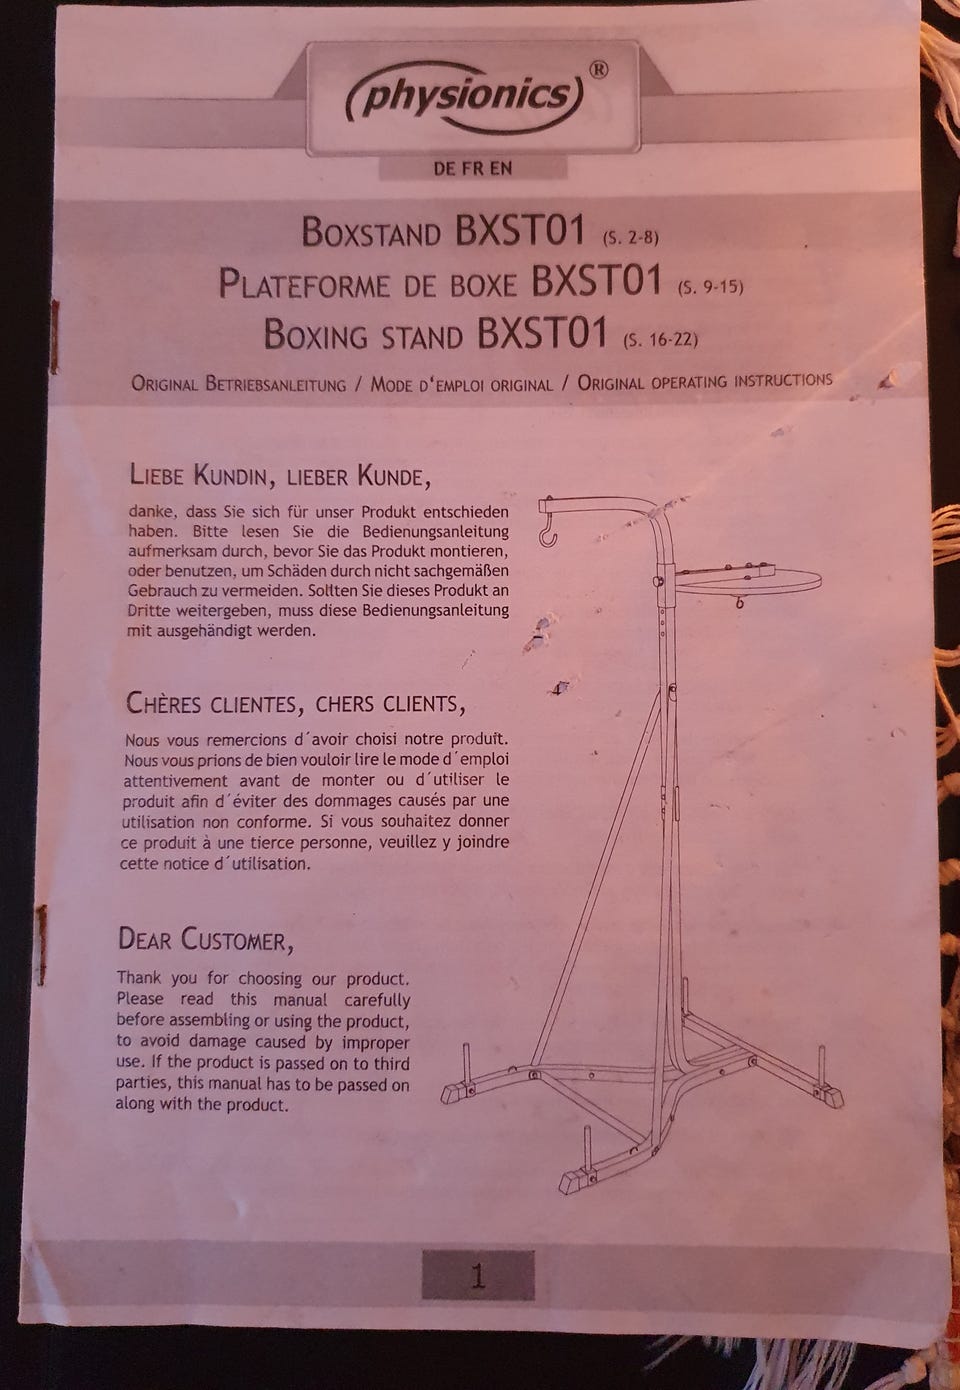 physionics®
DE FR EN
BOXSTAND BXST01 (S. 2-8)
PLATEFORME DE BOXE BXST01 (S. 9-15)
BOXING STAND BXST01 (S. 16-22)
ORIGINAL BETRIEBSANLEITUNG / MODE D‘EMPLOI ORIGINAL / ORIGINAL OPERATING INSTRUCTIONS
LIEBE KUNDIN, LIEBER KUNDE,
danke, dass Sie sich für unser Produkt entschieden
haben. Bitte lesen Sie die Bedienungsanleitung
aufmerksam durch, bevor Sie das Produkt montieren,
oder benutzen, um Schäden durch nicht sachgemäßen
Gebrauch zu vermeiden. Sollten Sie dieses Produkt an
Dritte weitergeben, muss diese Bedienungsanleitung
mit ausgehändigt werden.
CHÈRES CLIENTES, CHERS CLIENTS,
Nous vous remercions d´avoir choisi notre produit.
Nous vous prions de bien vouloir lire le mode d´emploi
attentivement avant de monter ou d´utiliser le
produit afin d´éviter des dommages causés par une
utilisation non conforme. Si vous souhaitez donner
ce produit à une tierce personne, veuillez y joindre
cette notice d´utilisation.
DEAR CUSTOMER,
Thank you for choosing our product.
Please read this manual carefully
before assembling or using the product,
to avoid damage caused by improper
use. If the product is passed on to third
parties, this manual has to be passed on
along with the product.
1